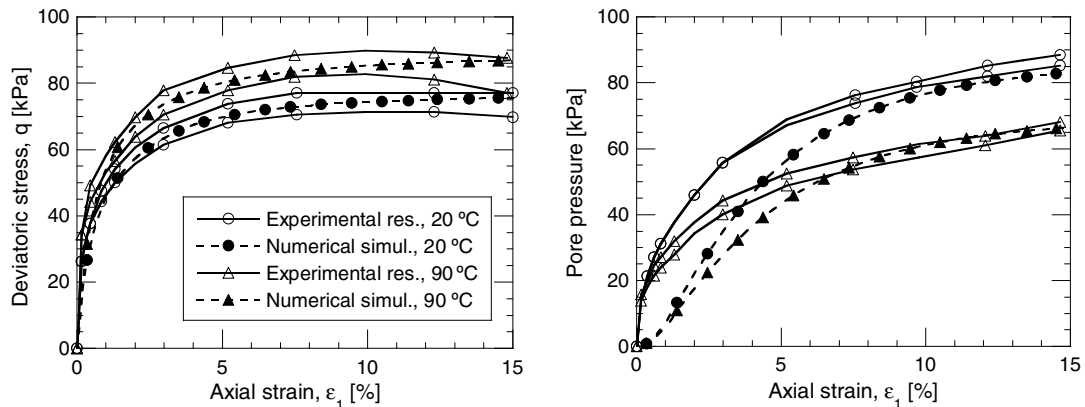 100
80
60
40
20
0
Deviatoric stress, q [kPa]
0 5 10 15
Axial strain, ε1 [%]
Experimental res., 20 ºC
Numerical simul., 20 ºC
Experimental res., 90 ºC
Numerical simul., 90 ºC
100
80
60
40
20
0
Pore pressure [kPa]
0 5 10 15
Axial strain, ε1 [%]